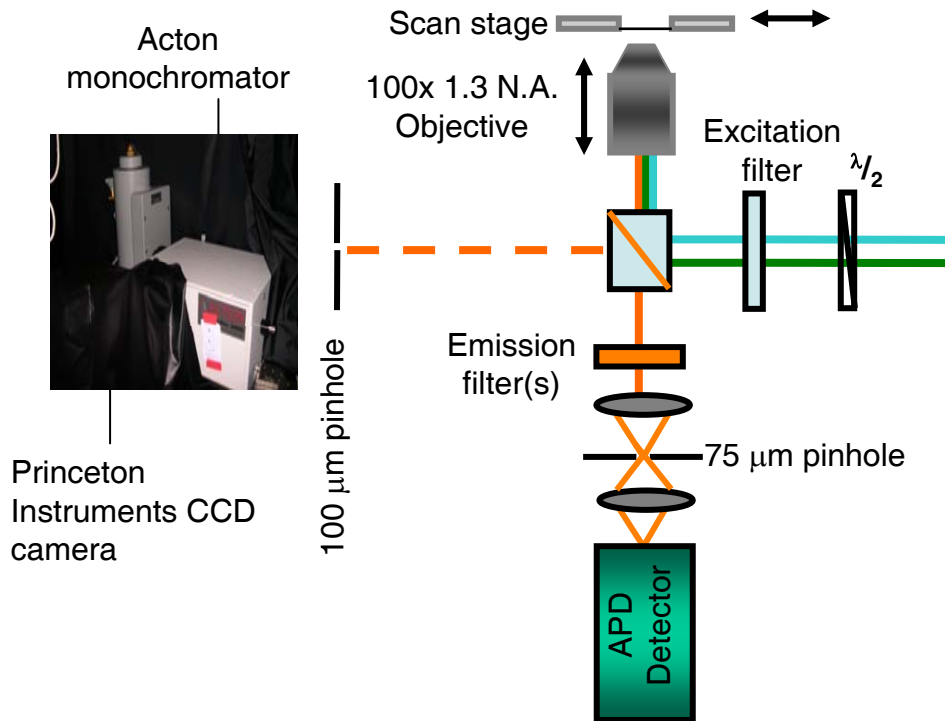 Scan stage
Acton
monochromator
100x 1.3 N.A.
Objective
Excitation
filter
λ/2
100 μm pinhole
Emission
filter(s)
75 μm pinhole
Princeton
Instruments CCD
camera
APD
Detector